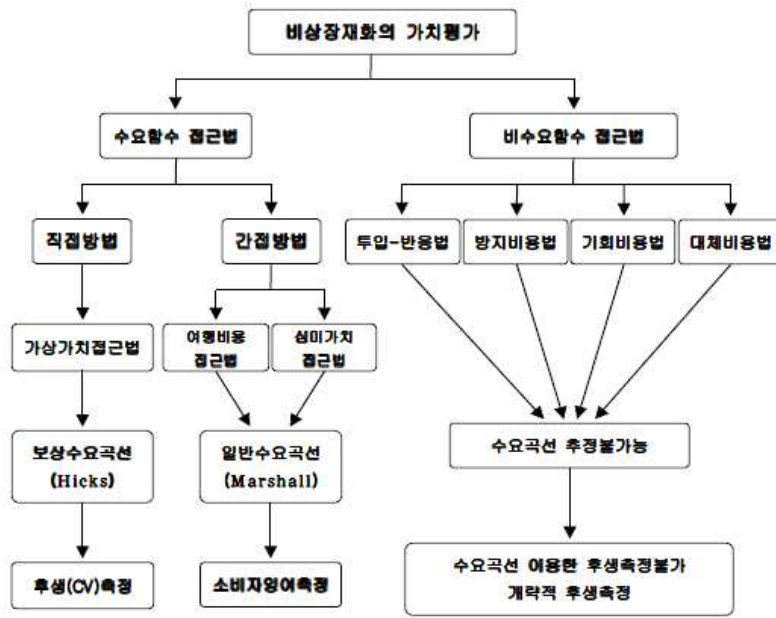 비상장재화의 가치평가
수요함수 접근법
비수요함수 접근법
직접방법
간접방법
투입-반응법
방지비용법
기회비용법
대체비용법
가상가치접근법
여행비용
접근법
심미가치
접근법
보상수요곡선
(Hicks)
일반수요곡선
(Marshall)
수요곡선 추정불가능
후생(CV)측정
소비자잉여측정
수요곡선 이용한 후생측정불가
개략적 후생측정